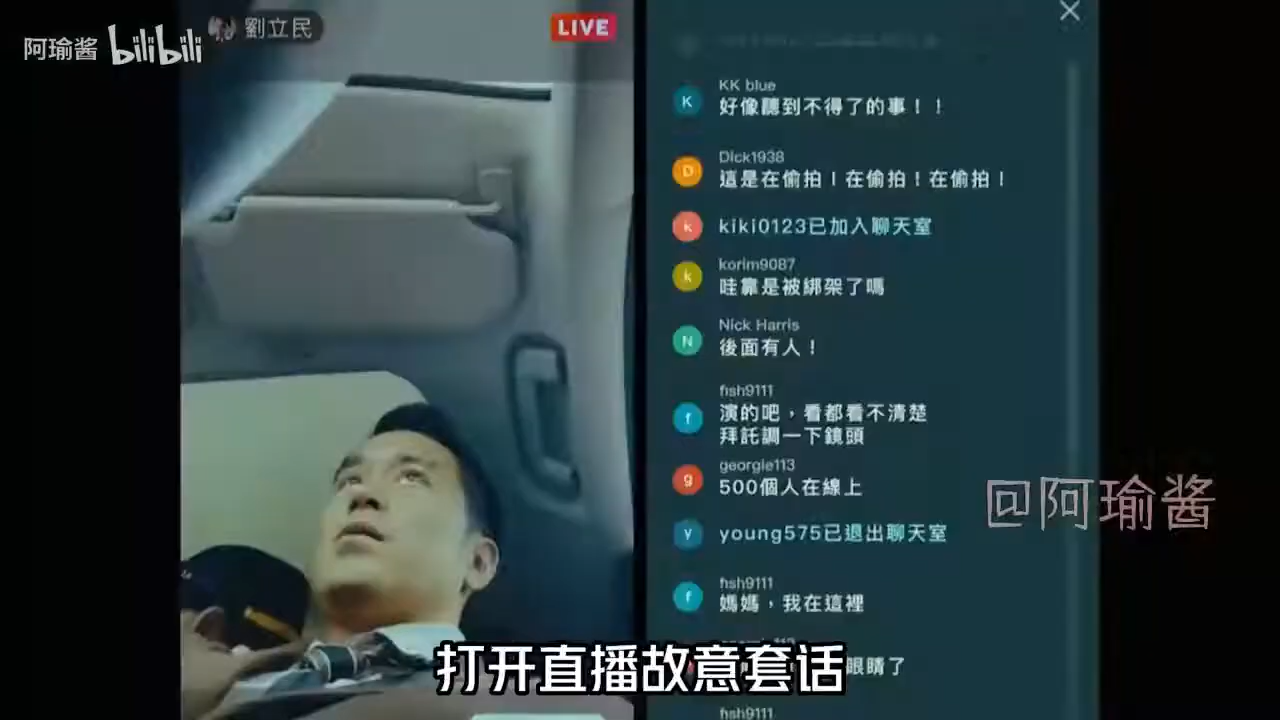 阿瑜酱 bilibili
劉立民
LIVE
KK blue
好像聽到不得了的事！！
Dick1938
這是在偷拍！在偷拍！在偷拍！
kiki0123已加入聊天室
korim9087
哇靠是被綁架了嗎
Nick Harris
後面有人！
fish9111
演的吧，看都看不清楚
拜託調一下鏡頭
georgie113
500個人在線上
young575已退出聊天室
fish9111
媽媽，我在這裡
眼睛了
fish9111
@阿瑜酱
打开直播故意套话